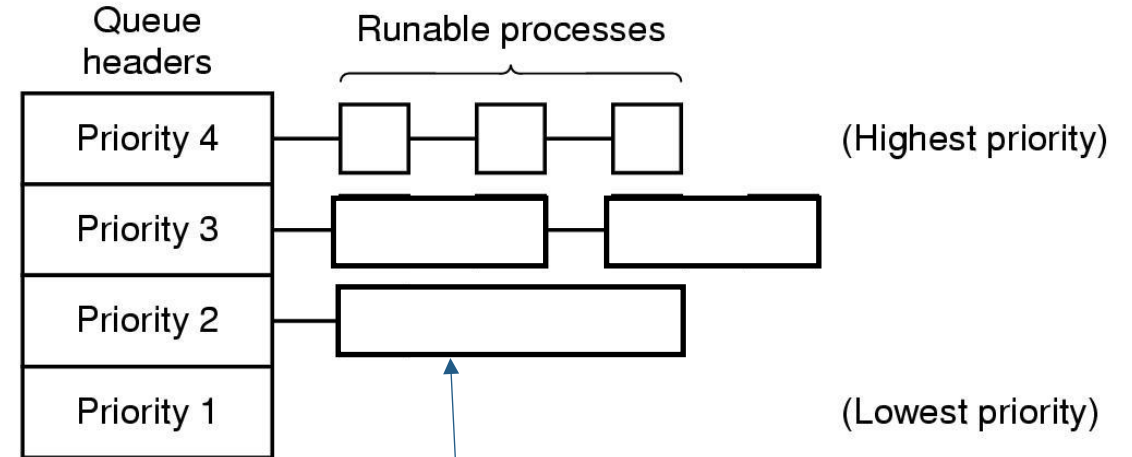 Queue
headers
Runable processes
Priority 4
(Highest priority)
Priority 3
Priority 2
Priority 1
(Lowest priority)